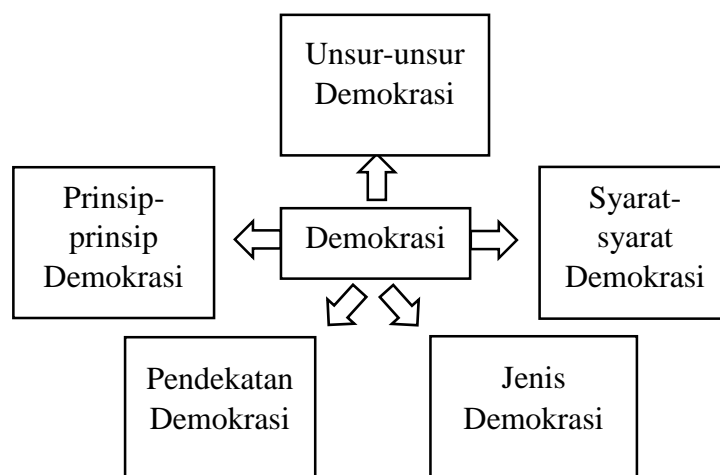 Unsur-unsur
Demokrasi
Prinsip-
prinsip
Demokrasi
Demokrasi
Syarat-
syarat
Demokrasi
Pendekatan
Demokrasi
Jenis
Demokrasi